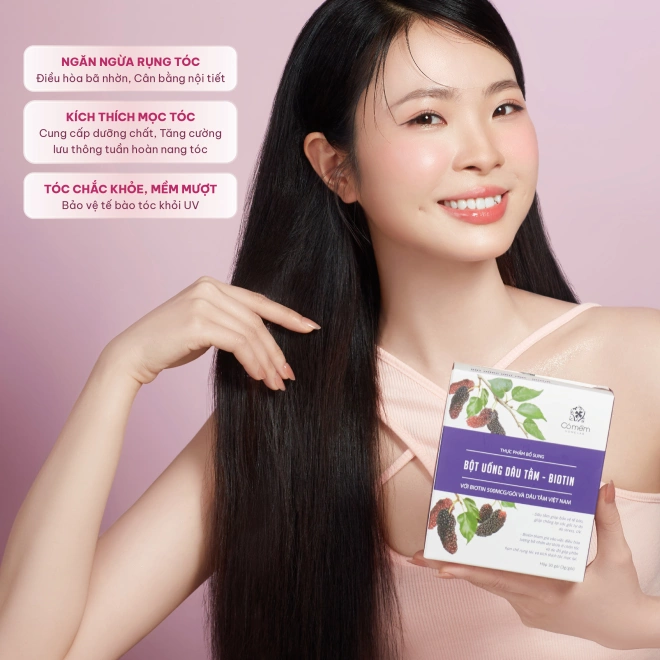 NGĂN NGỪA RỤNG TÓC
Điều hòa bã nhờn, Cân bằng nội tiết
KÍCH THÍCH MỌC TÓC
Cung cấp dưỡng chất, Tăng cường
lưu thông tuần hoàn nang tóc
TÓC CHẮC KHỎE, MỀM MƯỢT
Bảo vệ tế bào tóc khỏi UV
Cỏ mềm
THỰC PHẨM BỔ SUNG
BỘT UỐNG DÂU TẰM - BIOTIN
VỚI BIOTIN 500MCG/GÓI VÀ DÂU TẰM VIỆT NAM